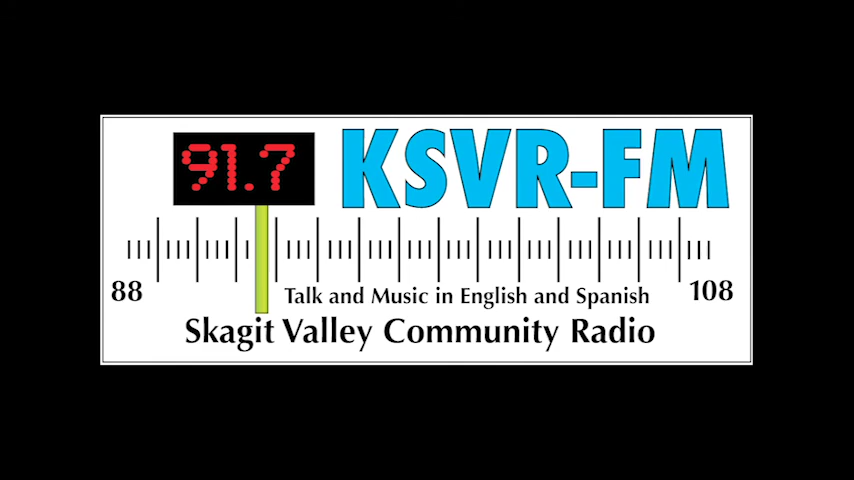 91.7 KSVR-FM
88 108
Talk and Music in English and Spanish
Skagit Valley Community Radio